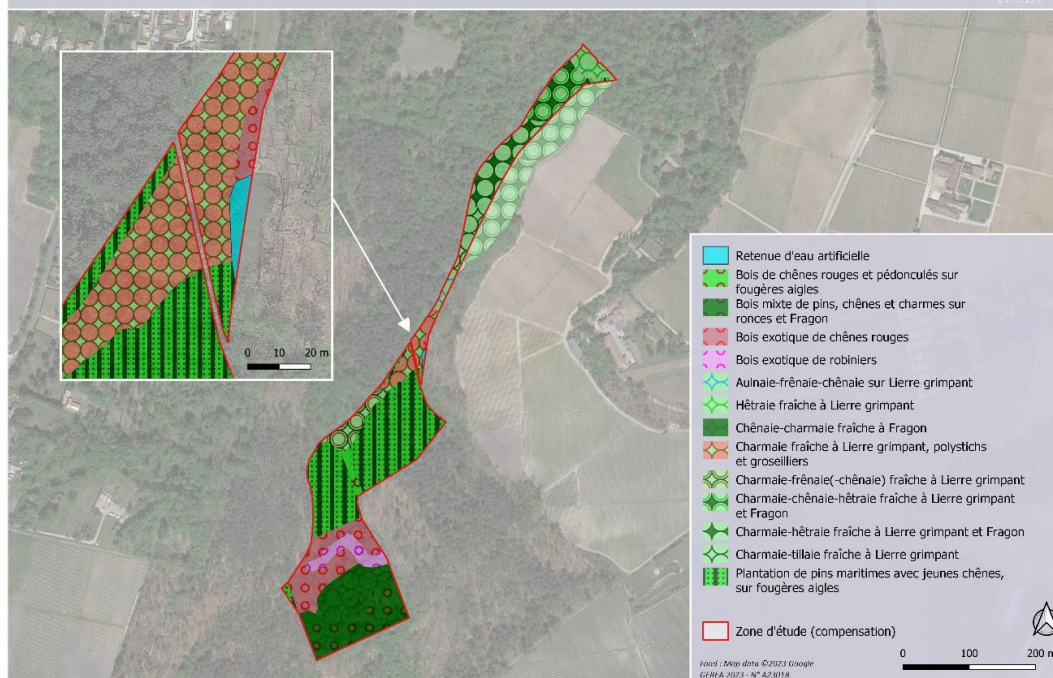 0 10 20 m
Retenue d'eau artificielle
Bois de chênes rouges et pédonculés sur
fougères aigles
Bois mixte de pins, chênes et charmes sur
ronces et Fragon
Bois exotique de chênes rouges
Bois exotique de robiniers
Aulnaie-frênaie-chênaie sur Lierre grimpant
Hêtraie fraîche à Lierre grimpant
Chênaie-charmaie fraîche à Fragon
Charmaie fraîche à Lierre grimpant, polystichs
et groseilliers
Charmaie-frênaie(-chênaie) fraîche à Lierre grimpant
Charmaie-chênaie-hêtraie fraîche à Lierre grimpant
et Fragon
Charmaie-hêtraie fraîche à Lierre grimpant et Fragon
Charmaie-tillaie fraîche à Lierre grimpant
Plantation de pins maritimes avec jeunes chênes,
sur fougères aigles
Zone d'étude (compensation)
0 100 200 m
Fond : Map data ©2023 Google
GEREA 2023 - N° A23018